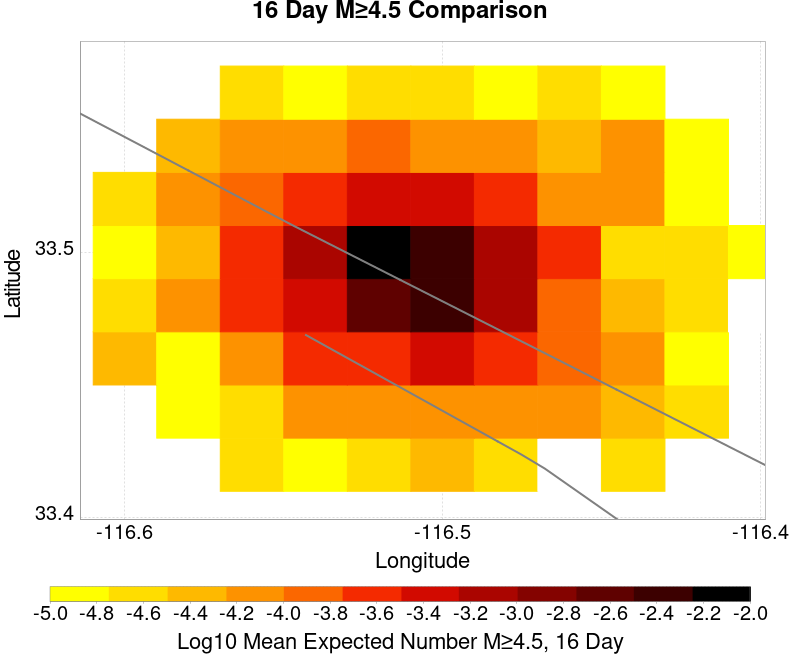 16 Day M≥4.5 Comparison
Latitude
33.5
33.4
-116.6 -116.5 -116.4
Longitude
-5.0 -4.8 -4.6 -4.4 -4.2 -4.0 -3.8 -3.6 -3.4 -3.2 -3.0 -2.8 -2.6 -2.4 -2.2 -2.0
Log10 Mean Expected Number M≥4.5, 16 Day